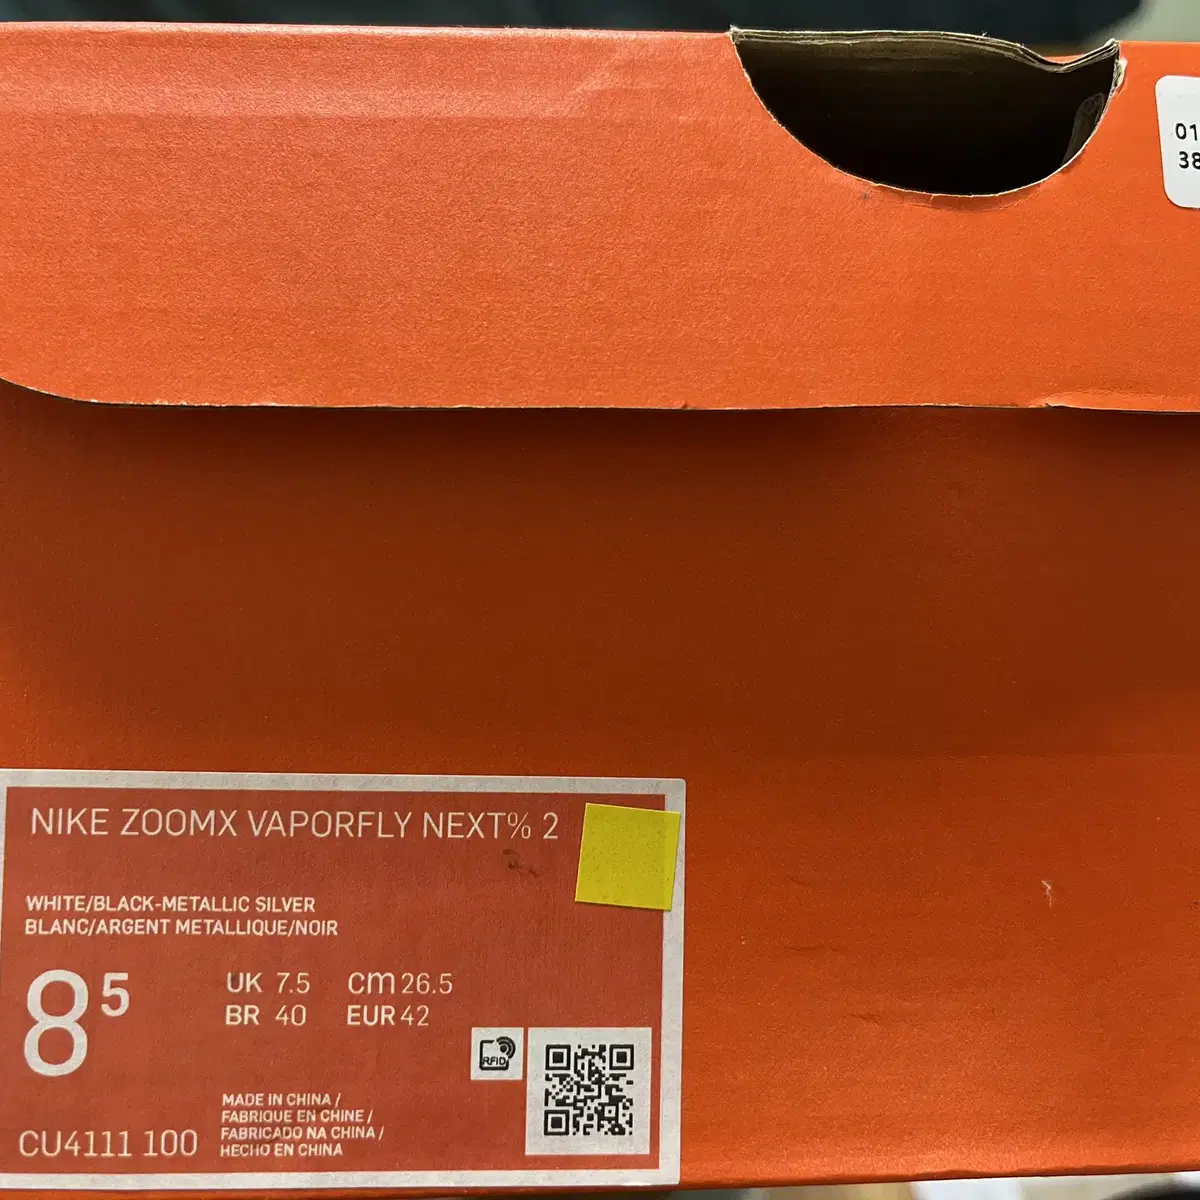 01
38
NIKE ZOOMX VAPORFLY NEXT% 2
WHITE/BLACK-METALLIC SILVER
BLANC/ARGENT METALLIQUE/NOIR
8 5
UK 7.5 cm 26.5
BR 40 EUR 42
RFID
MADE IN CHINA /
FABRIQUE EN CHINE /
FABRICADO NA CHINA /
HECHO EN CHINA
CU4111 100